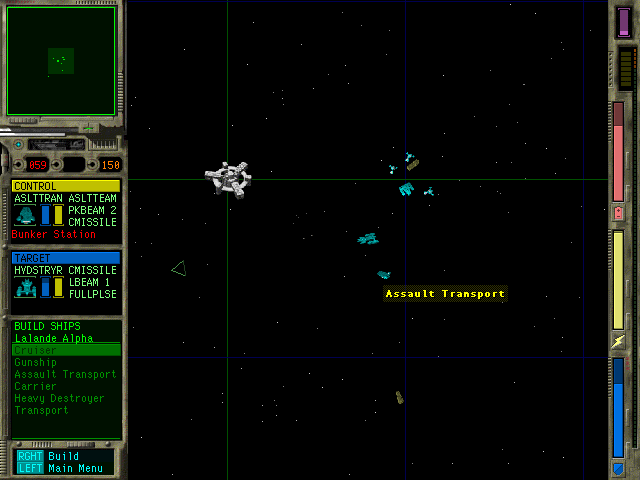 059 150
CONTROL
ASLTTRAN ASLTTEAM
PKBEAM 2
CMISSILE
Bunker Station
TARGET
HVDSTRYR CMISSILE
LBEAM 1
FULLPLSE
BUILD SHIPS
Lalande Alpha
Cruiser
Gunship
Assault Transport
Carrier
Heavy Destroyer
Transport
RGHT Build
LEFT Main Menu
Assault Transport